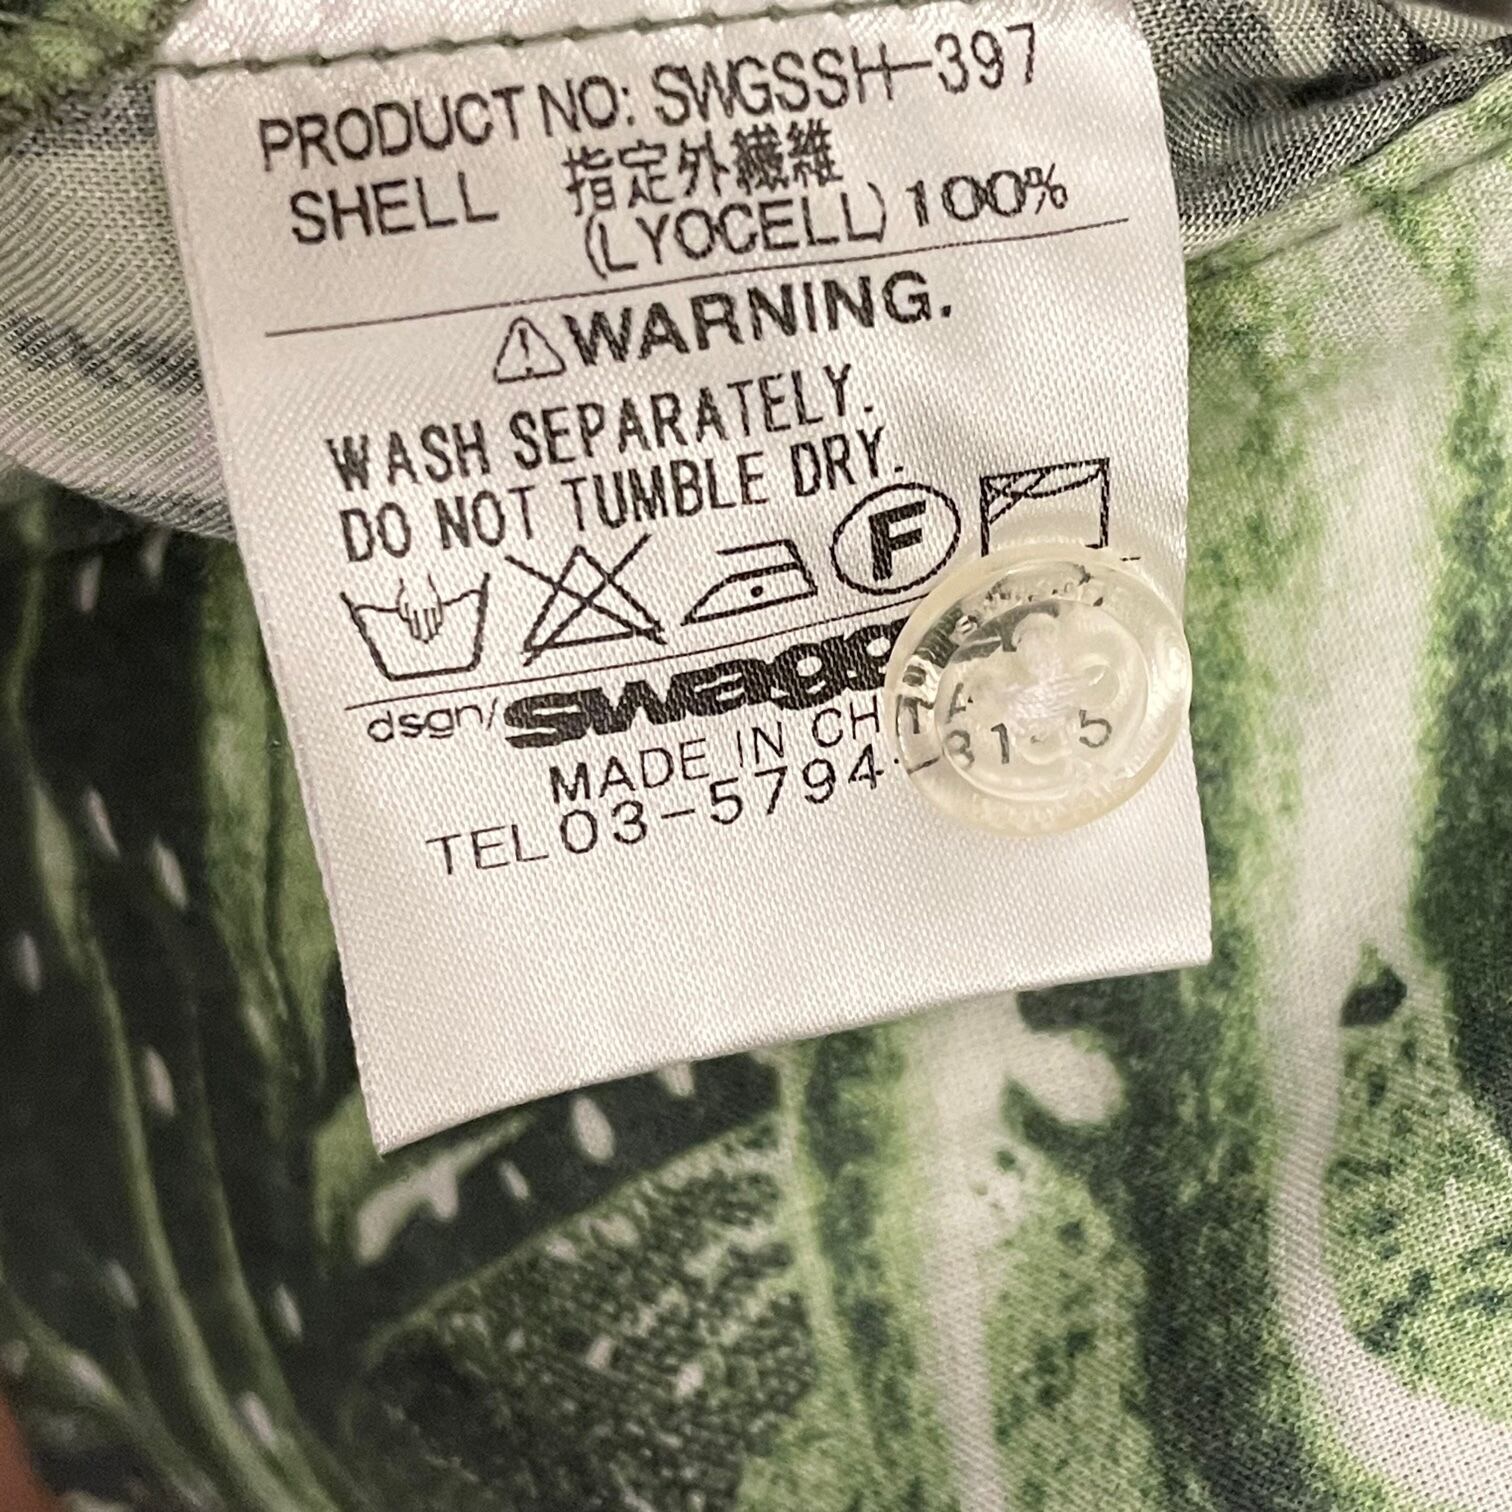 PRODUCT NO: SWGSSH-397
SHELL 指定外繊維
(LYOCELL) 100%
WARNING.
WASH SEPARATELY.
DO NOT TUMBLE DRY.
F
dsgn/
MADE IN
TEL 03-5794